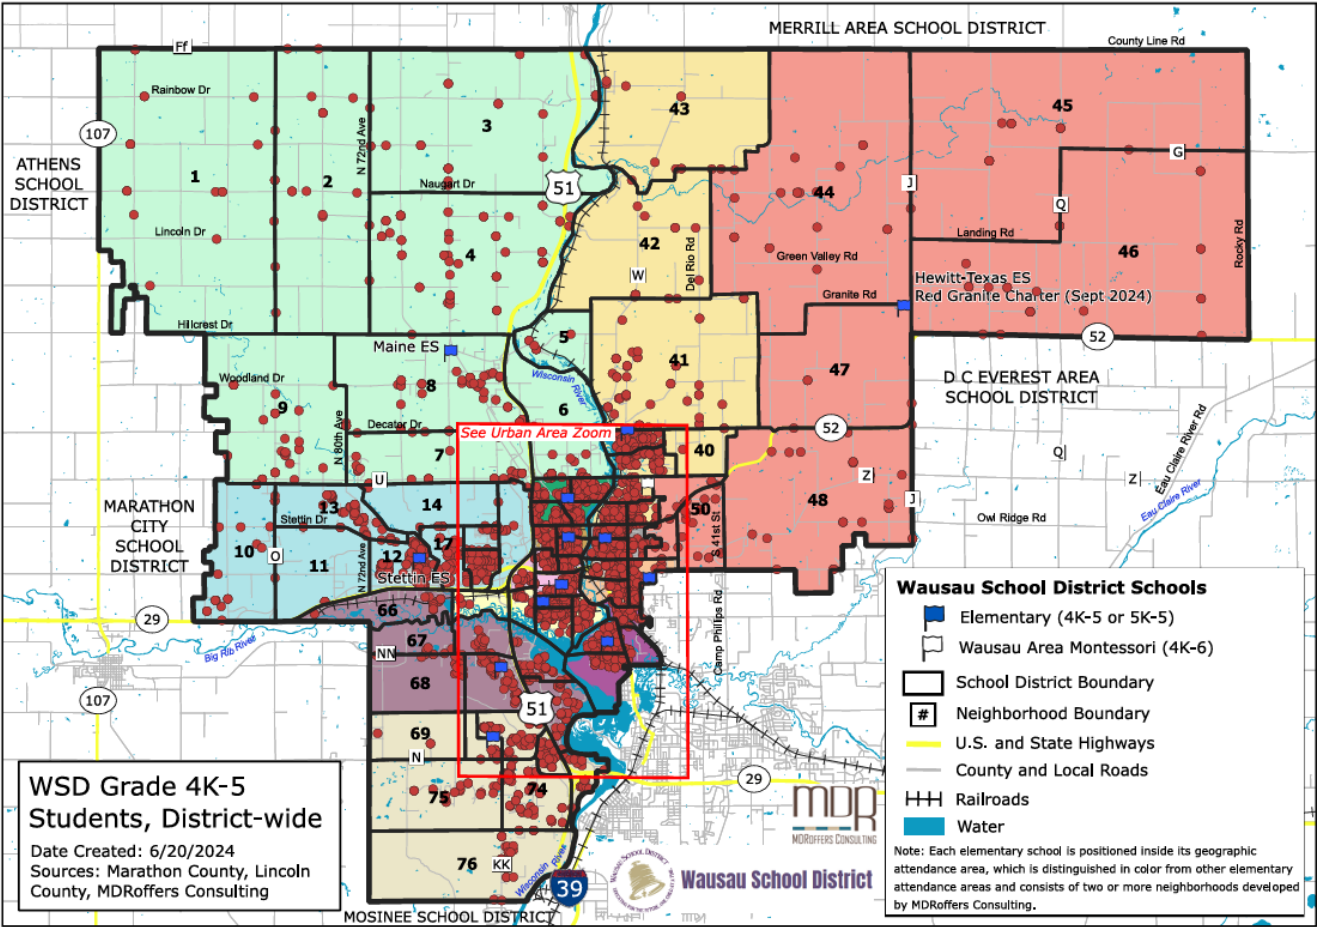 MERRILL AREA SCHOOL DISTRICT
County Line Rd
Ff
Rainbow Dr
N 72nd Ave
3
43
45
107
ATHENS
SCHOOL
DISTRICT
1
2
Naugart Dr
51
44
J
G
Q
Lincoln Dr
4
42
Del Rio Rd
W
Green Valley Rd
Landing Rd
46
Rocky Rd
Hewitt-Texas ES
Red Granite Charter (Sept 2024)
Granite Rd
Hillcrest Dr
52
Maine ES
5
Wisconsin
River
41
47
D C EVEREST AREA
SCHOOL DISTRICT
Woodland Dr
9
8
6
N 80th Ave
Decator Dr
See Urban Area Zoom
52
40
7
U
Q
Z
Z
J
Eau Claire River Rd
Eau Claire River
MARATHON
CITY
SCHOOL
DISTRICT
13
14
Stettin Dr
50
48
S 41st St
Owl Ridge Rd
10
O
11
N 72nd Ave
12
17
Stettin ES
66
29
Big Rib River
67
NN
68
Camp Phillips Rd
107
51
69
N
29
75
74
76
KK
Wisconsin River
39
MOSINEE SCHOOL DISTRICT
WSD Grade 4K-5
Students, District-wide
Date Created: 6/20/2024
Sources: Marathon County, Lincoln
County, MDRoffers Consulting
MDR
MDROFFERS CONSULTING
Wausau School District
Wausau School District Schools
Elementary (4K-5 or 5K-5)
Wausau Area Montessori (4K-6)
School District Boundary
# Neighborhood Boundary
U.S. and State Highways
County and Local Roads
Railroads
Water
Note: Each elementary school is positioned inside its geographic
attendance area, which is distinguished in color from other elementary
attendance areas and consists of two or more neighborhoods developed
by MDRoffers Consulting.